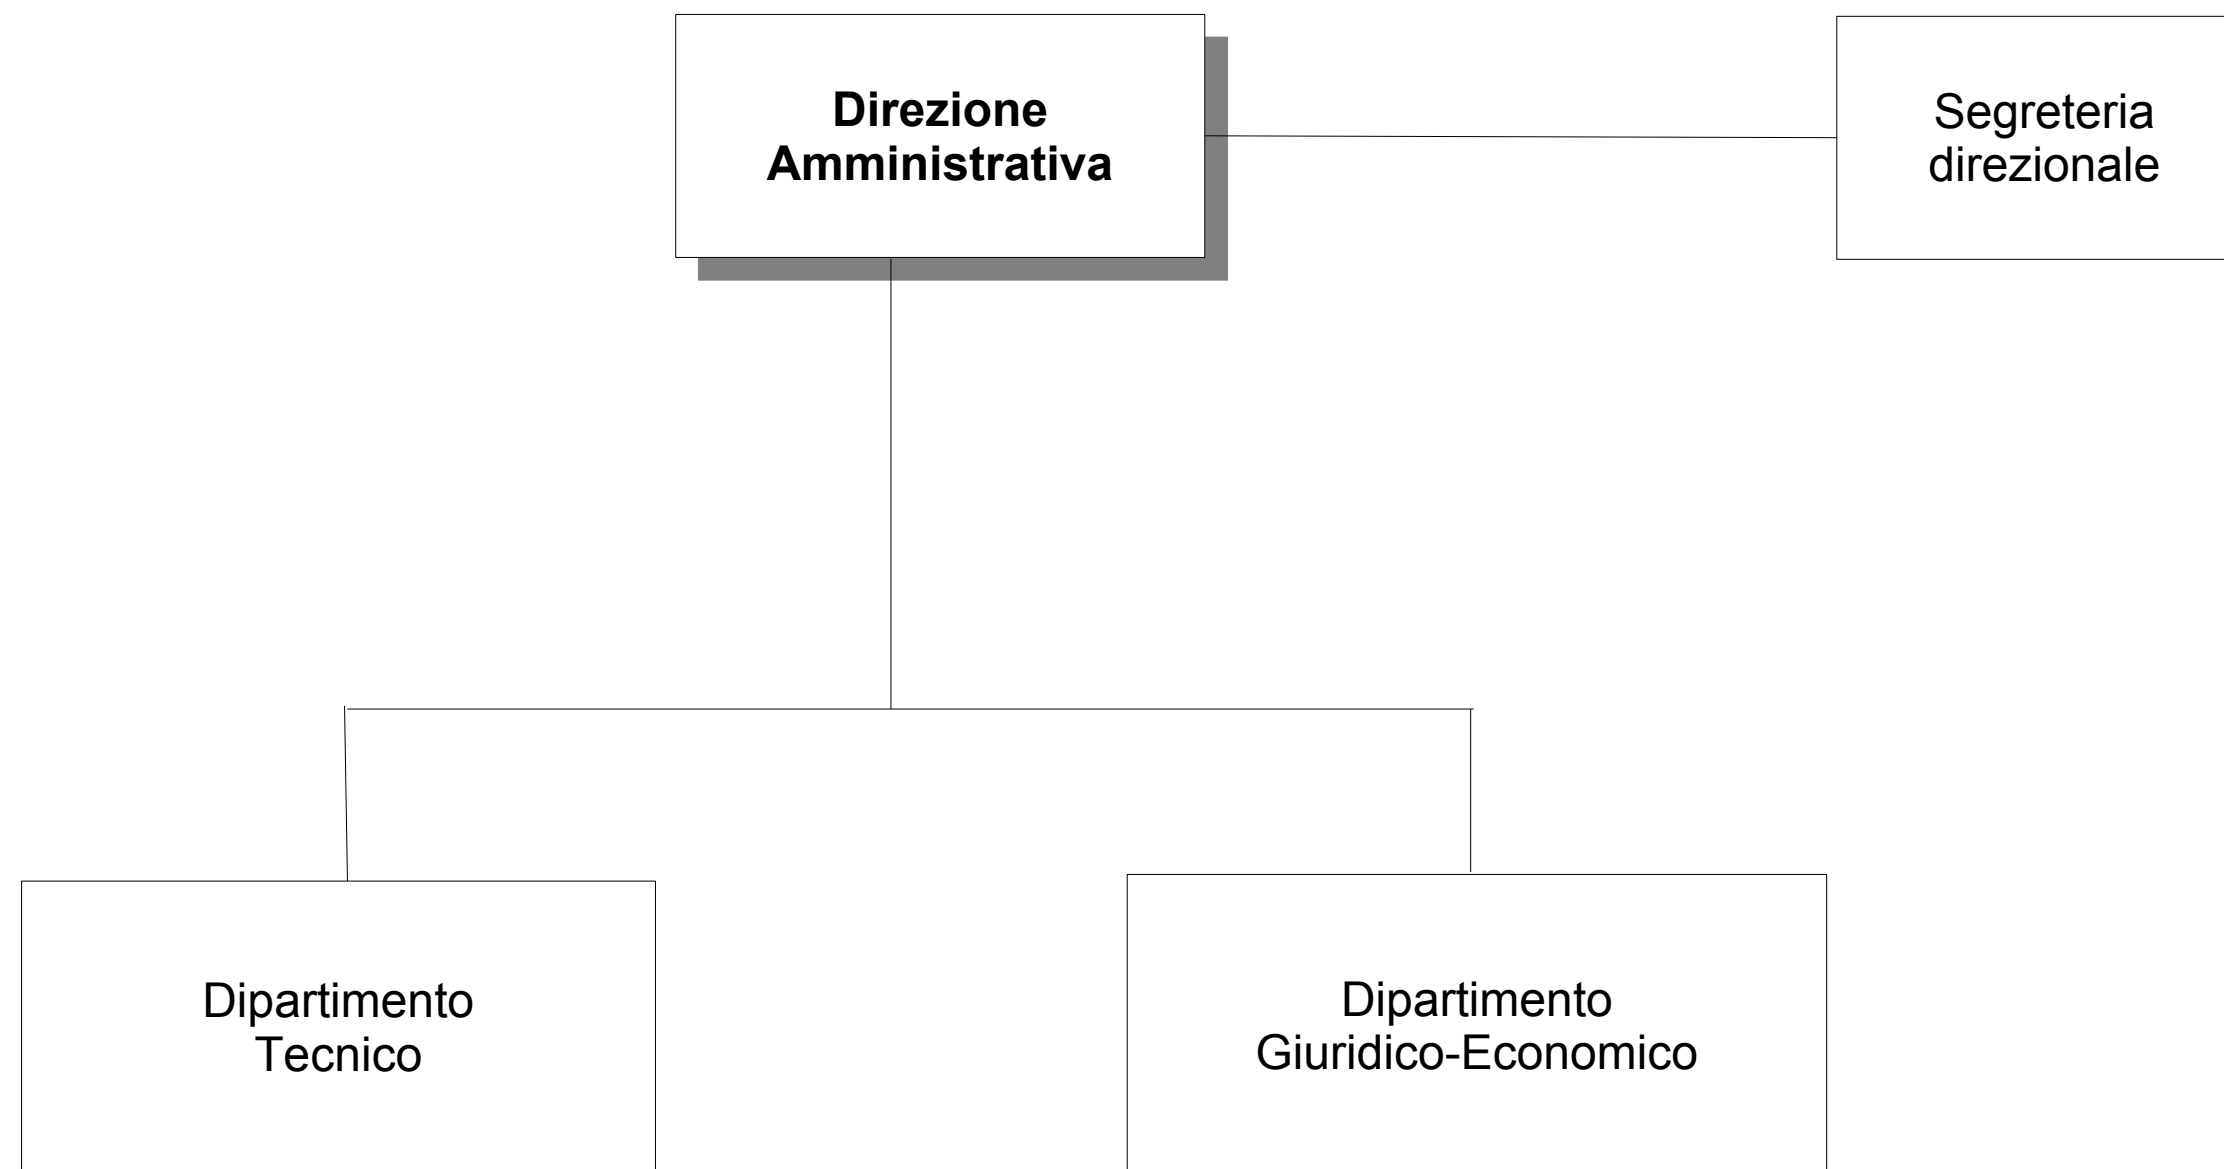 Direzione
Amministrativa
Segreteria
direzionale
Dipartimento
Tecnico
Dipartimento
Giuridico-Economico